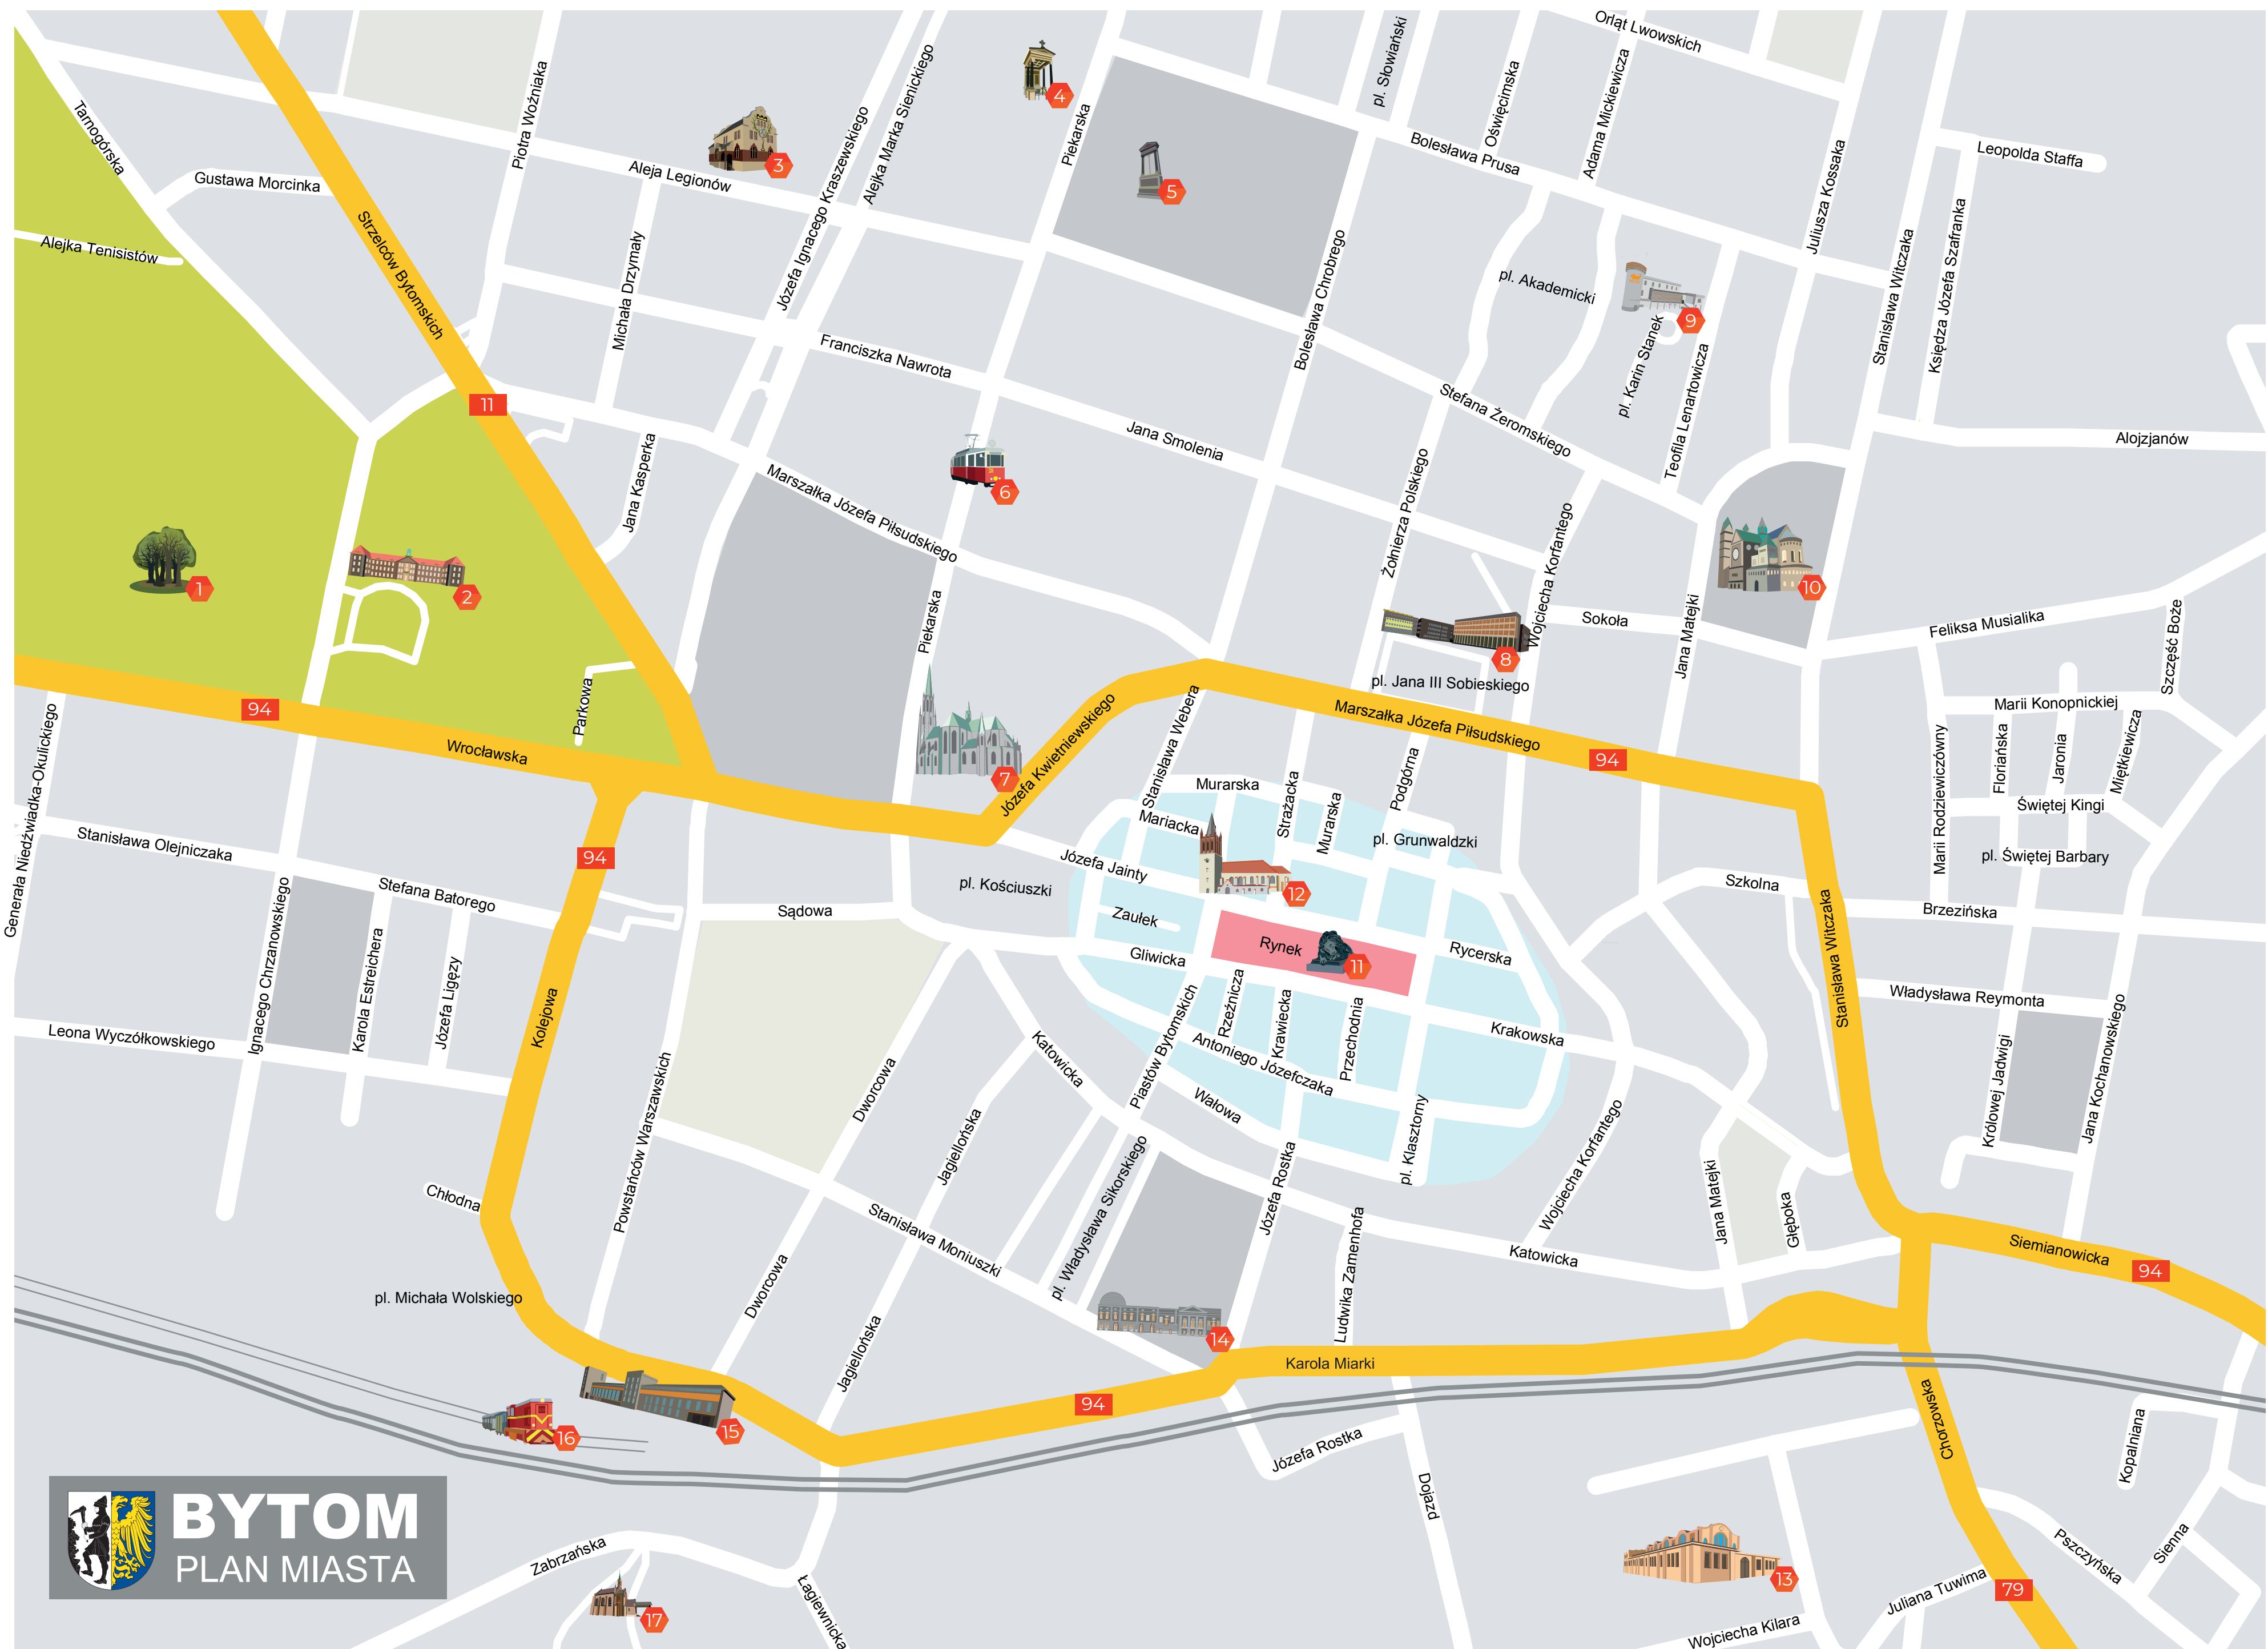 Orląt Lwowskich
pl. Słowiański
Oświęcimska
Adama Mickiewicza
Piotra Woźniaka
Alejka Marka Sienickiego
Józefa Ignacego Kraszewskiego
4
Piekarska
Tarnogórska
3
Aleja Legionów
Bolesława Prusa
Leopolda Staffa
Juliusza Kossaka
Gustawa Morcinka
5
Księdza Józefa Szafranka
Stanisława Witczaka
Alejka Tenisistów
Strzelców Bytomskich
Michała Drzymały
Bolesława Chrobrego
pl. Akademicki
9
pl. Karin Stanek
Teofila Lenartowicza
Franciszka Nawrota
11
Stefana Żeromskiego
Jana Smolenia
Alojzjanów
Jana Kasperka
Marszałka Józefa Piłsudskiego
6
Żołnierza Polskiego
Wojciecha Korfantego
1
2
10
Piekarska
Sokoła
Jana Matejki
Feliksa Musialika
Szczęść Boże
8
pl. Jana III Sobieskiego
94
Wrocławska
Parkowa
Generała Niedźwiadka-Okulickiego
7
Józefa Kwietniewskiego
Stanisława Webera
Marszałka Józefa Piłsudskiego
94
Marii Konopnickiej
Marii Rodziewiczówny
Floriańska
Jaronia
Miętkiewicza
Świętej Kingi
pl. Świętej Barbary
Murarska
Strażacka
Murarska
Podgórna
Mariacka
pl. Grunwaldzki
Stanisława Olejniczaka
94
Józefa Jainty
pl. Kościuszki
12
Szkolna
Stefana Batorego
Sądowa
Zaułek
Brzezińska
Stanisława Witczaka
Ignacego Chrzanowskiego
Karola Estreichera
Józefa Ligęzy
Gliwicka
Rynek
11
Rycerska
Kolejowa
Piastów Bytomskich
Rzeźnicza
Krawiecka
Przechodnia
Władysława Reymonta
Leona Wyczółkowskiego
Katowicka
Antoniego Józefczaka
Krakowska
Królowej Jadwigi
Jana Kochanowskiego
Dworcowa
Wałowa
pl. Klasztorny
Powstańców Warszawskich
Jagiellońska
Wojciecha Korfantego
Chłodna
Stanisława Moniuszki
pl. Władysława Sikorskiego
Józefa Rostka
Jana Matejki
Głęboka
Ludwika Zamenhofa
Katowicka
Siemianowicka
94
Dworcowa
pl. Michała Wolskiego
14
Jagiellońska
Karola Miarki
94
Chorzowska
16
15
Józefa Rostka
Dojazd
Kopalniana
BYTOM
PLAN MIASTA
Zabrzańska
17
Łagiewnicka
13
Pszczyńska
Sienna
79
Juliana Tuwima
Wojciecha Kilara